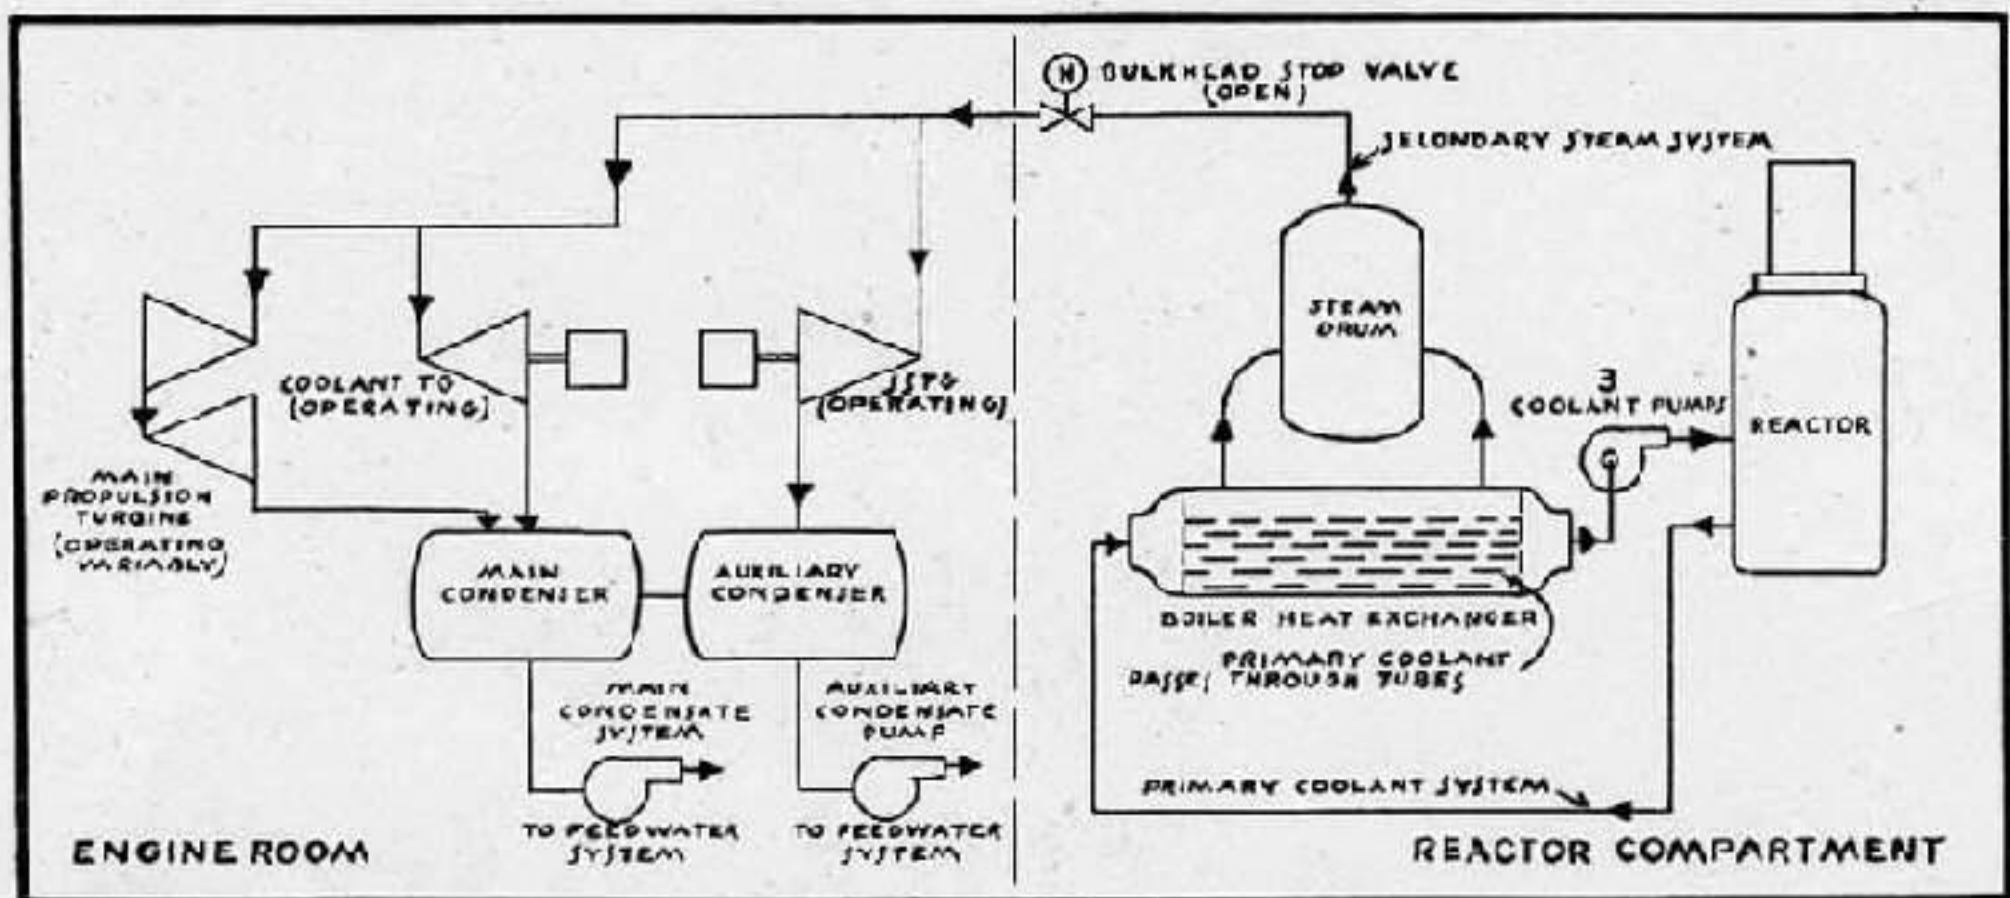 BULKHEAD STOP VALVE
(OPEN)
SELONDARY STEAM SYSTEM
STEAM
DRUM
COOLANT TO
(OPERATING)
SSTG
(OPERATING)
3
COOLANT PUMPS
REACTOR
MAIN
PROPULSION
TURBINE
(OPERATING
VARIABLY)
MAIN
CONDENSER
AUXILIARY
CONDENSER
BOILER HEAT EXCHANGER
PRIMARY COOLANT
PASSES THROUGH TUBES
MAIN
CONDENSATE
SYSTEM
AUXILIARY
CONDENSATE
PUMP
PRIMARY COOLANT SYSTEM
TO FEEDWATER
SYSTEM
TO FEEDWATER
SYSTEM
ENGINE ROOM
REACTOR COMPARTMENT